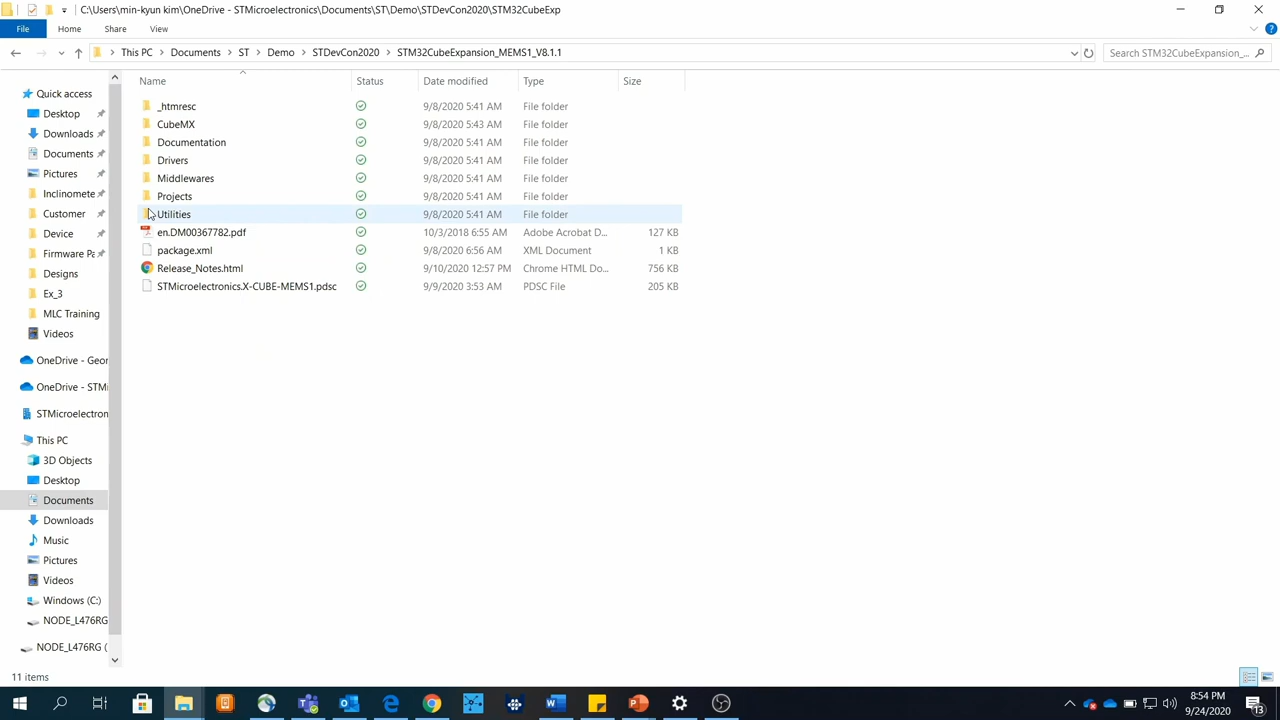 C:\Users\min-kyun kim\OneDrive - STMicroelectronics\Documents\ST\Demo\STDevCon2020\STM32CubeExp
File Home Share View
This PC Documents ST Demo STDevCon2020 STM32CubeExpansion_MEMS1_V8.1.1 Search STM32CubeExpansion_...
Name Status Date modified Type Size
Quick access
Desktop
Downloads
Documents
Pictures
Inclinomete
Customer
Device
Firmware Pa
Designs
Ex_3
MLC Training
Videos
OneDrive - Geor
OneDrive - STMi
STMicroelectron
This PC
3D Objects
Desktop
Documents
Downloads
Music
Pictures
Videos
Windows (C:)
NODE_L476RG
NODE_L476RG (
_htmresc 9/8/2020 5:41 AM File folder
CubeMX 9/8/2020 5:43 AM File folder
Documentation 9/8/2020 5:41 AM File folder
Drivers 9/8/2020 5:41 AM File folder
Middlewares 9/8/2020 5:41 AM File folder
Projects 9/8/2020 5:41 AM File folder
Utilities 9/8/2020 5:41 AM File folder
en.DM00367782.pdf 10/3/2018 6:55 AM Adobe Acrobat D... 127 KB
package.xml 9/8/2020 6:56 AM XML Document 1 KB
Release_Notes.html 9/10/2020 12:57 PM Chrome HTML Do... 756 KB
STMicroelectronics.X-CUBE-MEMS1.pdsc 9/9/2020 3:53 AM PDSC File 205 KB
11 items
8:54 PM
9/24/2020
13